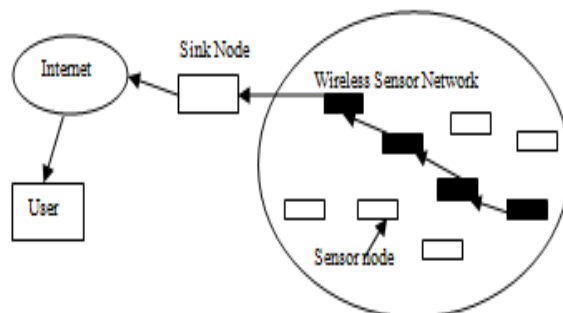 Sink Node
Internet
Wireless Sensor Network
User
Sensor node